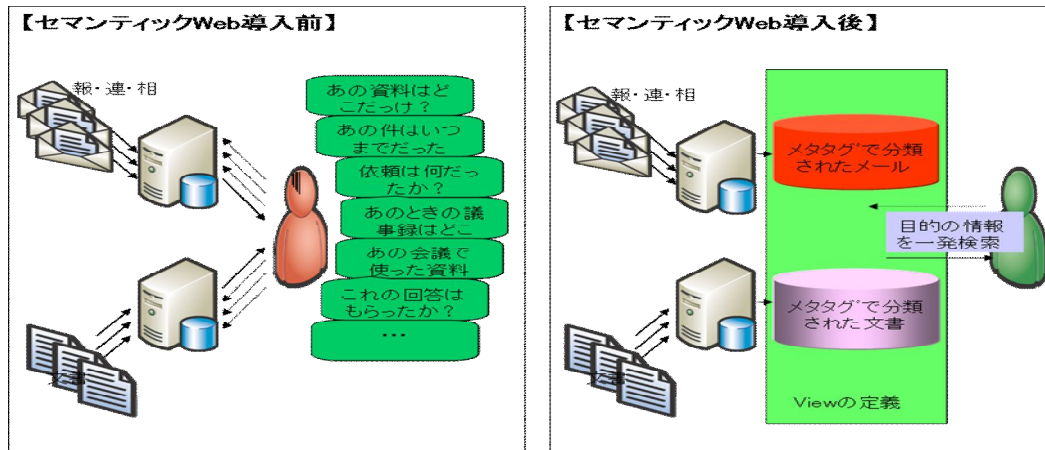 【セマンティックWeb導入前】
報・連・相
あの資料はど
こだっけ？
あの件はいつ
までだった
依頼は何だっ
たか？
あのときの議
事録はどこ
あの会議で
使った資料
これの回答は
もらったか？
…
文書
【セマンティックWeb導入後】
報・連・相
メタタグで分類
されたメール
目的の情報
を一発検索
メタタグで分類
された文書
文書
Viewの定義